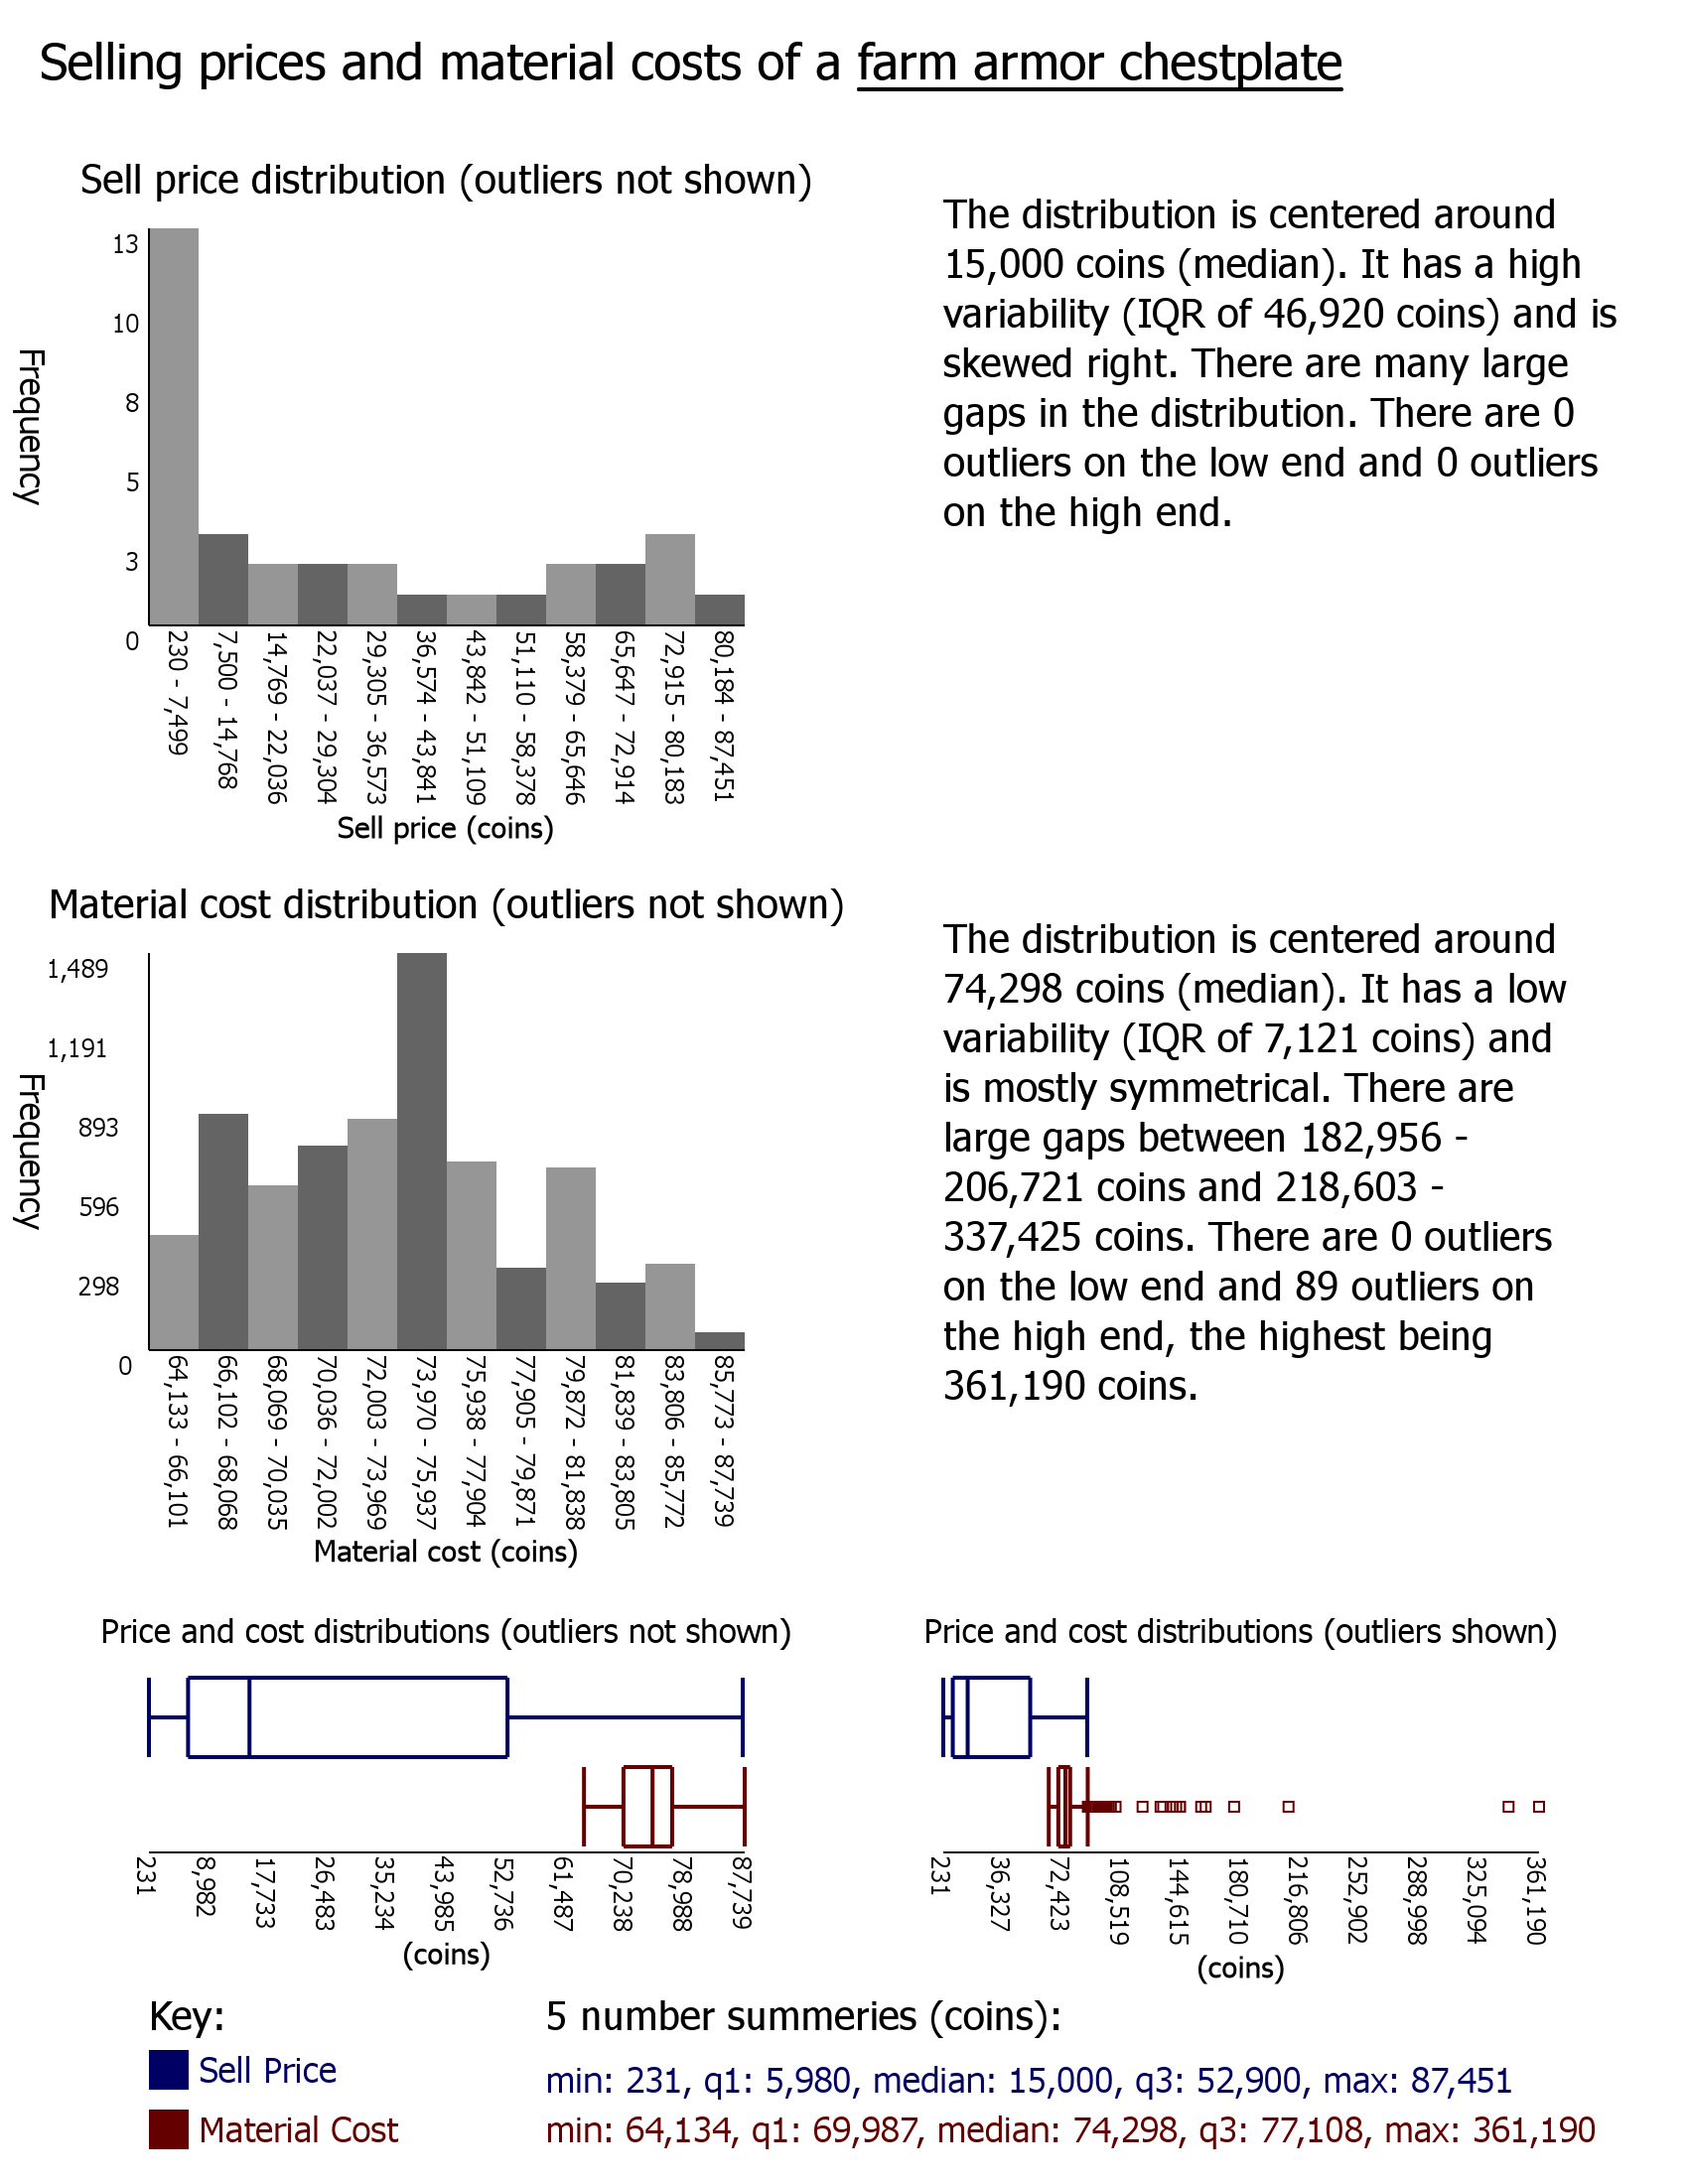 Selling prices and material costs of a farm armor chestplate
Sell price distribution (outliers not shown)
Frequency
13
10
8
5
3
0
230 - 7,499
7,500 - 14,768
14,769 - 22,036
22,037 - 29,304
29,305 - 36,573
36,574 - 43,841
43,842 - 51,109
51,110 - 58,378
58,379 - 65,646
65,647 - 72,914
72,915 - 80,183
80,184 - 87,451
Sell price (coins)
The distribution is centered around
15,000 coins (median). It has a high
variability (IQR of 46,920 coins) and is
skewed right. There are many large
gaps in the distribution. There are 0
outliers on the low end and 0 outliers
on the high end.
Material cost distribution (outliers not shown)
Frequency
1,489
1,191
893
596
298
0
64,133 - 66,101
66,102 - 68,068
68,069 - 70,035
70,036 - 72,002
72,003 - 73,969
73,970 - 75,937
75,938 - 77,904
77,905 - 79,871
79,872 - 81,838
81,839 - 83,805
83,806 - 85,772
85,773 - 87,739
Material cost (coins)
The distribution is centered around
74,298 coins (median). It has a low
variability (IQR of 7,121 coins) and
is mostly symmetrical. There are
large gaps between 182,956 -
206,721 coins and 218,603 -
337,425 coins. There are 0 outliers
on the low end and 89 outliers on
the high end, the highest being
361,190 coins.
Price and cost distributions (outliers not shown)
231
8,982
17,733
26,483
35,234
43,985
52,736
61,487
70,238
78,988
87,739
(coins)
Price and cost distributions (outliers shown)
231
36,327
72,423
108,519
144,615
180,710
216,806
252,902
288,998
325,094
361,190
(coins)
Key:
Sell Price
Material Cost
5 number summeries (coins):
min: 231, q1: 5,980, median: 15,000, q3: 52,900, max: 87,451
min: 64,134, q1: 69,987, median: 74,298, q3: 77,108, max: 361,190